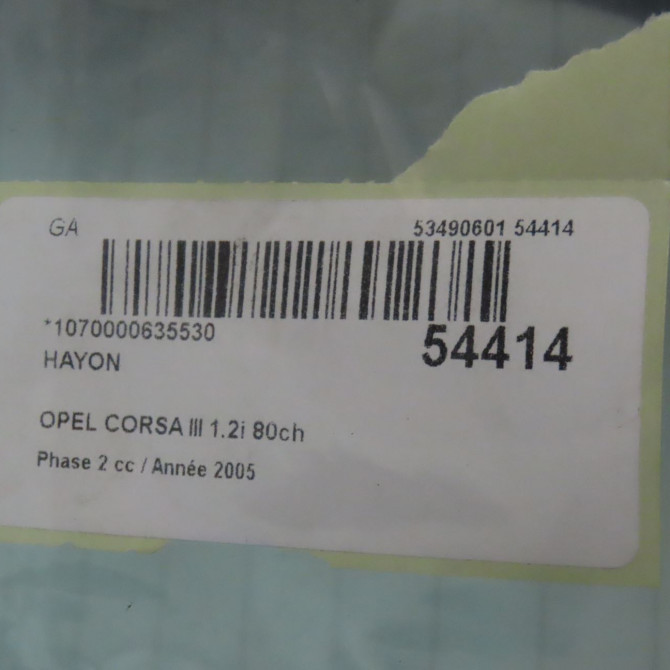 GA 53490601 54414
*1070000635530 54414
HAYON
OPEL CORSA III 1.2i 80ch
Phase 2 cc / Année 2005